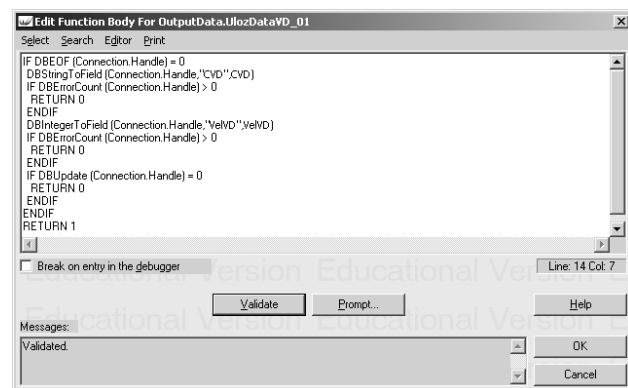 Edit Function Body For OutputData.UlozDataVD_01
Select Search Editor Print
IF DBEOF (Connection.Handle) = 0
DBStringToField (Connection.Handle,"CVD",CVD)
IF DBErrorCount (Connection.Handle) > 0
RETURN 0
ENDIF
DBIntegerToField (Connection.Handle,"VelVD",VelVD)
IF DBErrorCount (Connection.Handle) > 0
RETURN 0
ENDIF
IF DBUpdate (Connection.Handle) = 0
RETURN 0
ENDIF
ENDIF
RETURN 1
Break on entry in the debugger
Version Educational Ver
Line: 14 Col: 7
Validate Prompt... Help
Educational Version Educational Version E
Messages:
Validated.
OK
Cancel